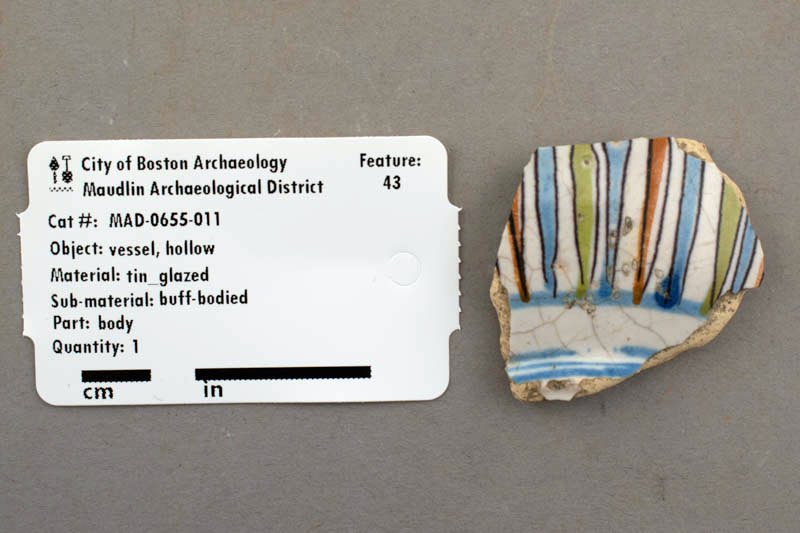 City of Boston Archaeology
Maudlin Archaeological District
Feature:
43
Cat #: MAD-0655-011
Object: vessel, hollow
Material: tin_glazed
Sub-material: buff-bodied
Part: body
Quantity: 1
cm in